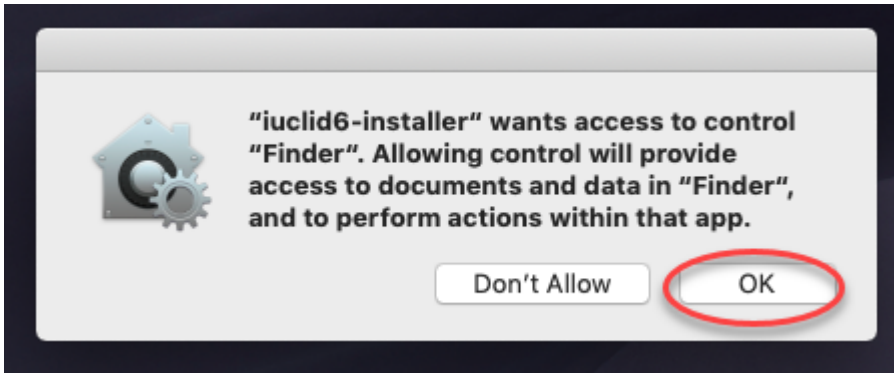 “iuclid6-installer“ wants access to control
“Finder“. Allowing control will provide
access to documents and data in “Finder“,
and to perform actions within that app.
Don’t Allow OK